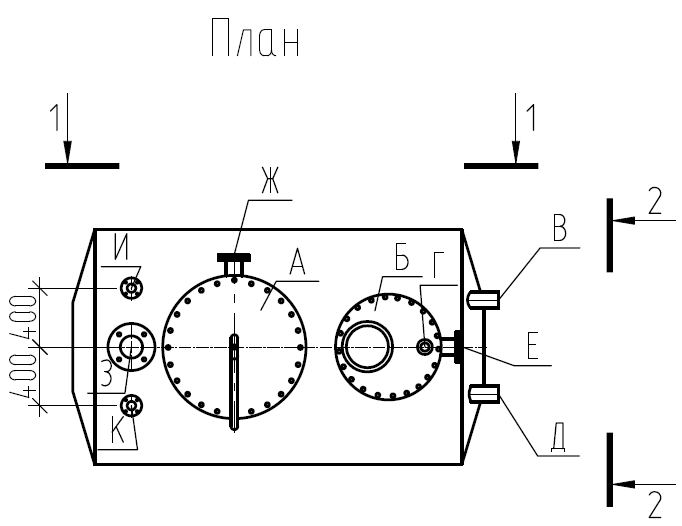 План
1 1
2
Ж
В
И А Б Г
400
Е
З
400
К Д
2